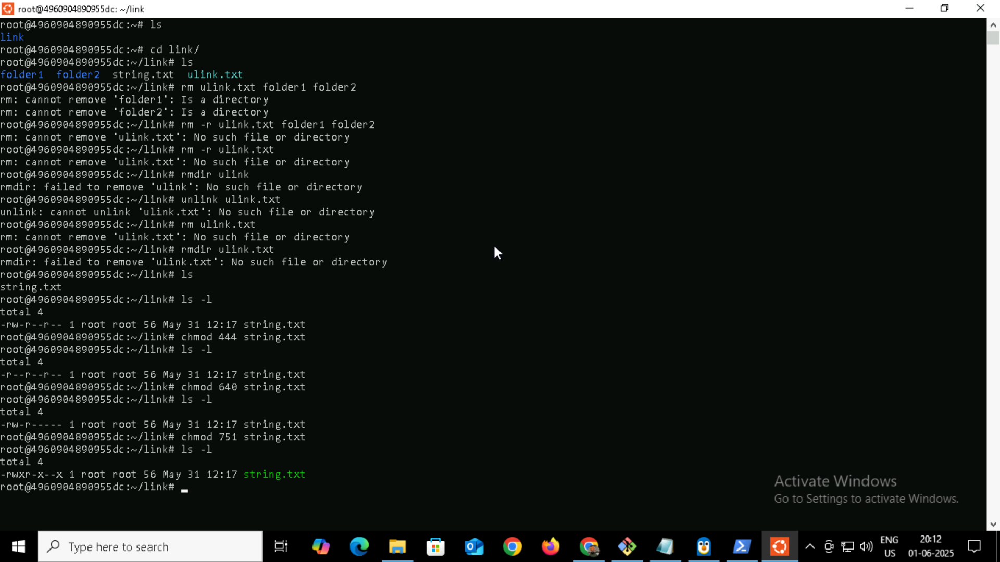 root@4960904890955dc: ~/link
root@4960904890955dc:~# ls
link
root@4960904890955dc:~# cd link/
root@4960904890955dc:~/link# ls
folder1  folder2  string.txt  ulink.txt
root@4960904890955dc:~/link# rm ulink.txt folder1 folder2
rm: cannot remove 'folder1': Is a directory
rm: cannot remove 'folder2': Is a directory
root@4960904890955dc:~/link# rm -r ulink.txt folder1 folder2
rm: cannot remove 'ulink.txt': No such file or directory
root@4960904890955dc:~/link# rm -r ulink.txt
rm: cannot remove 'ulink.txt': No such file or directory
root@4960904890955dc:~/link# rmdir ulink
rmdir: failed to remove 'ulink': No such file or directory
root@4960904890955dc:~/link# unlink ulink.txt
unlink: cannot unlink 'ulink.txt': No such file or directory
root@4960904890955dc:~/link# rm ulink.txt
rm: cannot remove 'ulink.txt': No such file or directory
root@4960904890955dc:~/link# rmdir ulink.txt
rmdir: failed to remove 'ulink.txt': No such file or directory
root@4960904890955dc:~/link# ls
string.txt
root@4960904890955dc:~/link# ls -l
total 4
-rw-r--r-- 1 root root 56 May 31 12:17 string.txt
root@4960904890955dc:~/link# chmod 444 string.txt
root@4960904890955dc:~/link# ls -l
total 4
-r--r--r-- 1 root root 56 May 31 12:17 string.txt
root@4960904890955dc:~/link# chmod 640 string.txt
root@4960904890955dc:~/link# ls -l
total 4
-rw-r----- 1 root root 56 May 31 12:17 string.txt
root@4960904890955dc:~/link# chmod 751 string.txt
root@4960904890955dc:~/link# ls -l
total 4
-rwxr-x--x 1 root root 56 May 31 12:17 string.txt
root@4960904890955dc:~/link#
Activate Windows
Go to Settings to activate Windows.
Type here to search
ENG
US
20:12
01-06-2025